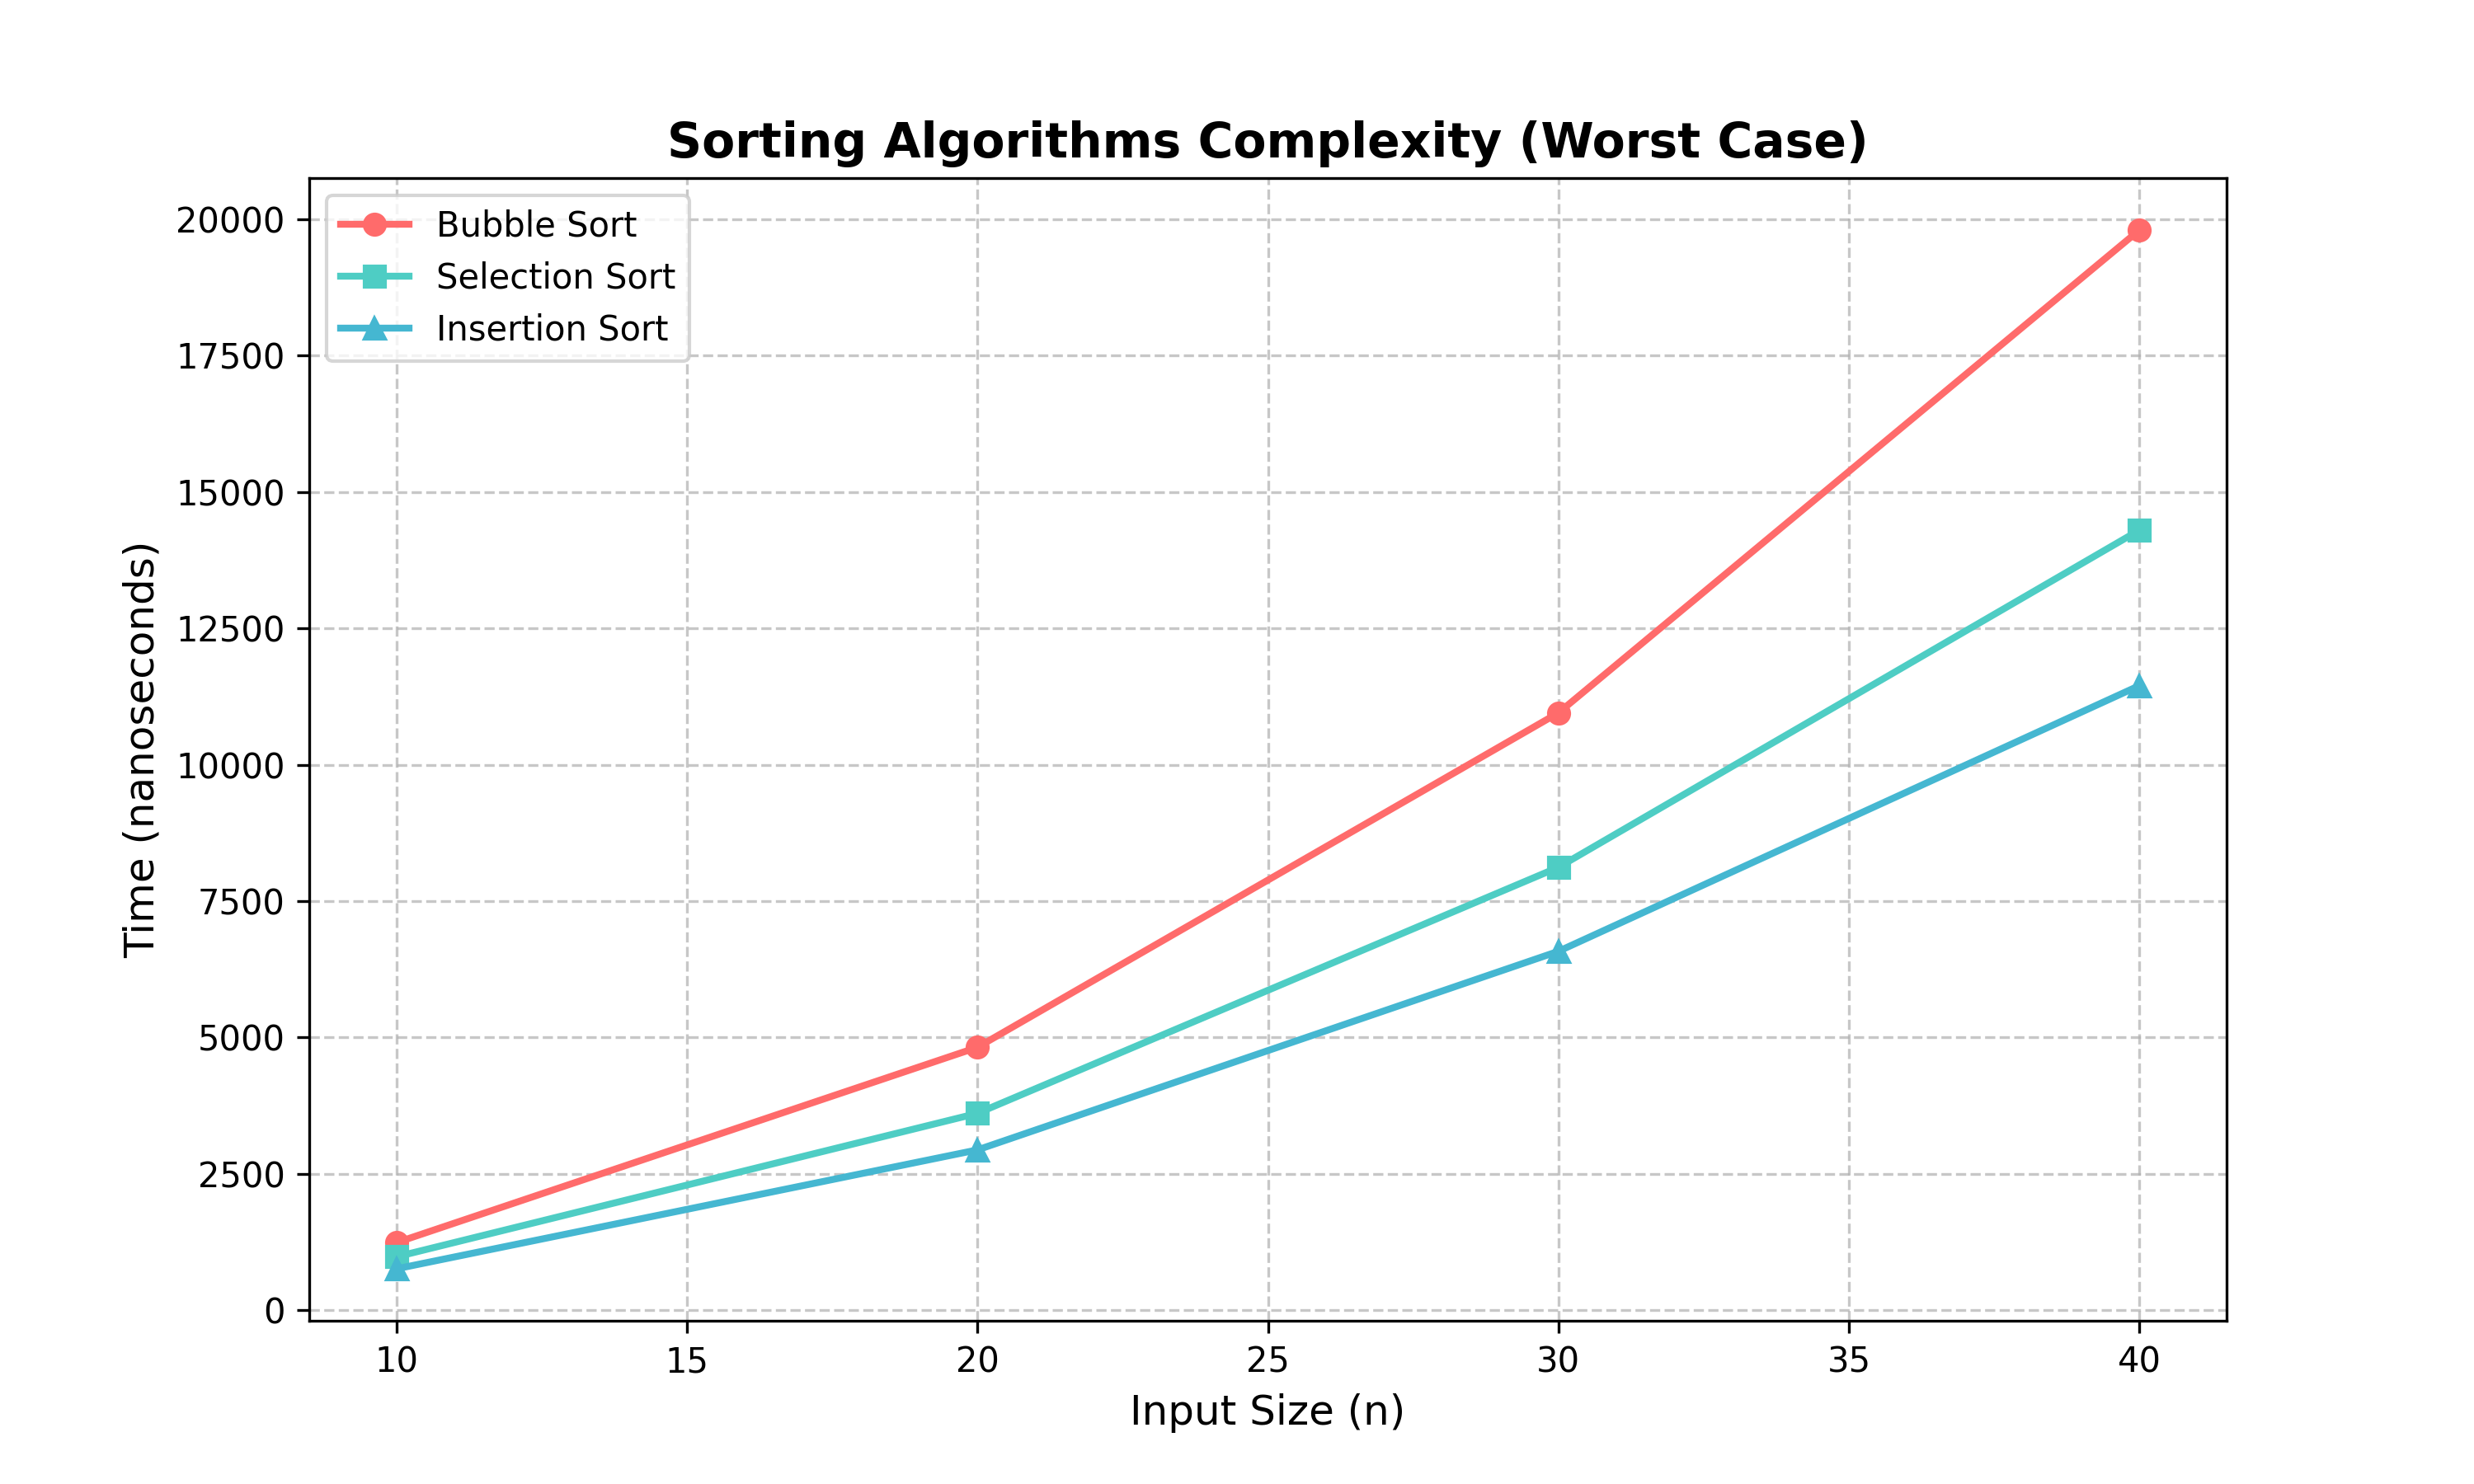 Sorting Algorithms Complexity (Worst Case)
Bubble Sort
Selection Sort
Insertion Sort
Time (nanoseconds)
20000
17500
15000
12500
10000
7500
5000
2500
0
10 15 20 25 30 35 40
Input Size (n)